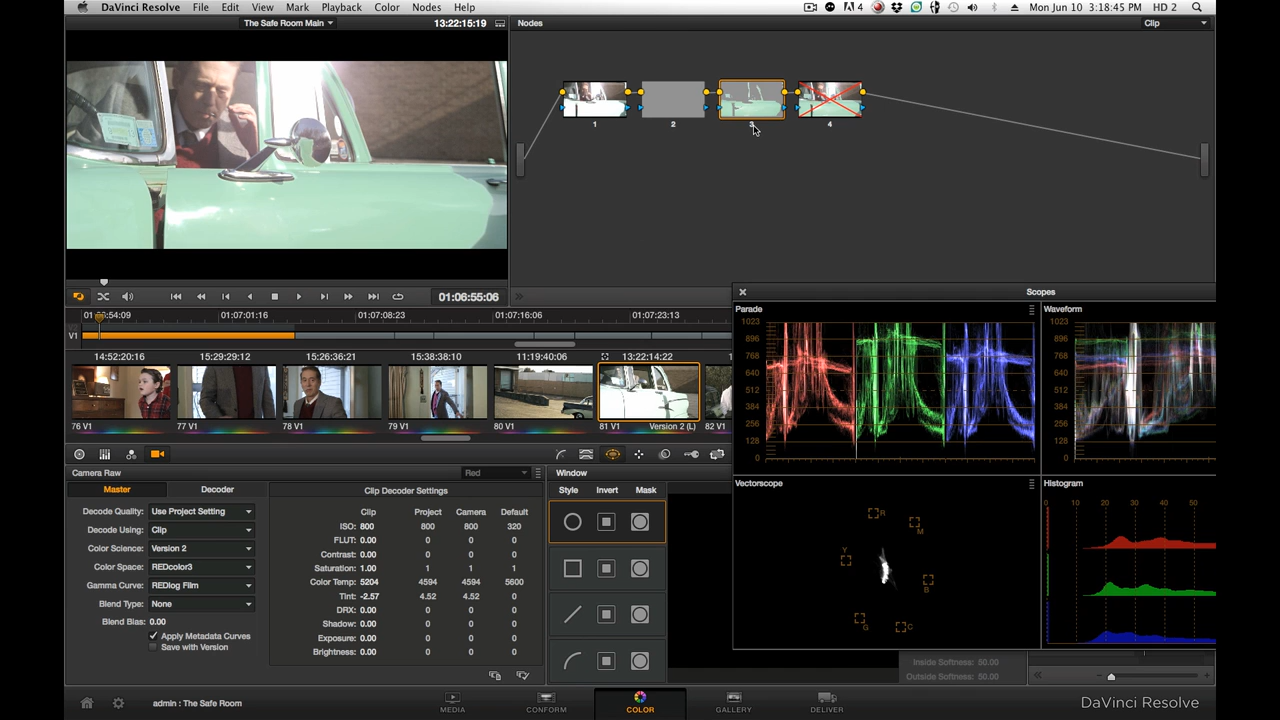 DaVinci Resolve File Edit View Mark Playback Color Nodes Help 4 Mon Jun 10 3:18:45 PM HD 2
The Safe Room Main 13:22:15:19 Nodes Clip
1 2 3 4
01:06:55:06
Scopes
Parade Waveform
01:07:01:16 01:07:08:23 01:07:16:06 01:07:23:13
V1
1023 896 768 640 512 384 256 128 0
1023 896 768 640 512 384 256 128 0
14:52:20:16 15:29:29:12 15:26:36:21 15:38:38:10 11:19:40:06 13:22:14:22
76 V1 77 V1 78 V1 79 V1 80 V1 81 V1 Version 2 (L) 82 V1
Camera Raw Red Window
Vectorscope Histogram
Master Decoder Clip Decoder Settings Style Invert Mask
Decode Quality: Use Project Setting
Decode Using: Clip
Color Science: Version 2
Color Space: REDcolor3
Gamma Curve: REDlog Film
Blend Type: None
Blend Bias: 0.00
Apply Metadata Curves
Save with Version
Clip Project Camera Default
ISO: 800 800 800 320
FLUT: 0.00 0 0 0
Contrast: 0.00 0 0 0
Saturation: 1.00 1 1 1
Color Temp: 5204 4594 4594 5600
Tint: -2.57 4.52 4.52 0
DRX: 0.00 0 0 0
Shadow: 0.00 0 0 0
Exposure: 0.00 0 0 0
Brightness: 0.00 0 0 0
R M Y B G C
10 20 30 40 50
Inside Softness: 50.00
Outside Softness: 50.00
admin : The Safe Room
MEDIA CONFORM COLOR GALLERY DELIVER
DaVinci Resolve